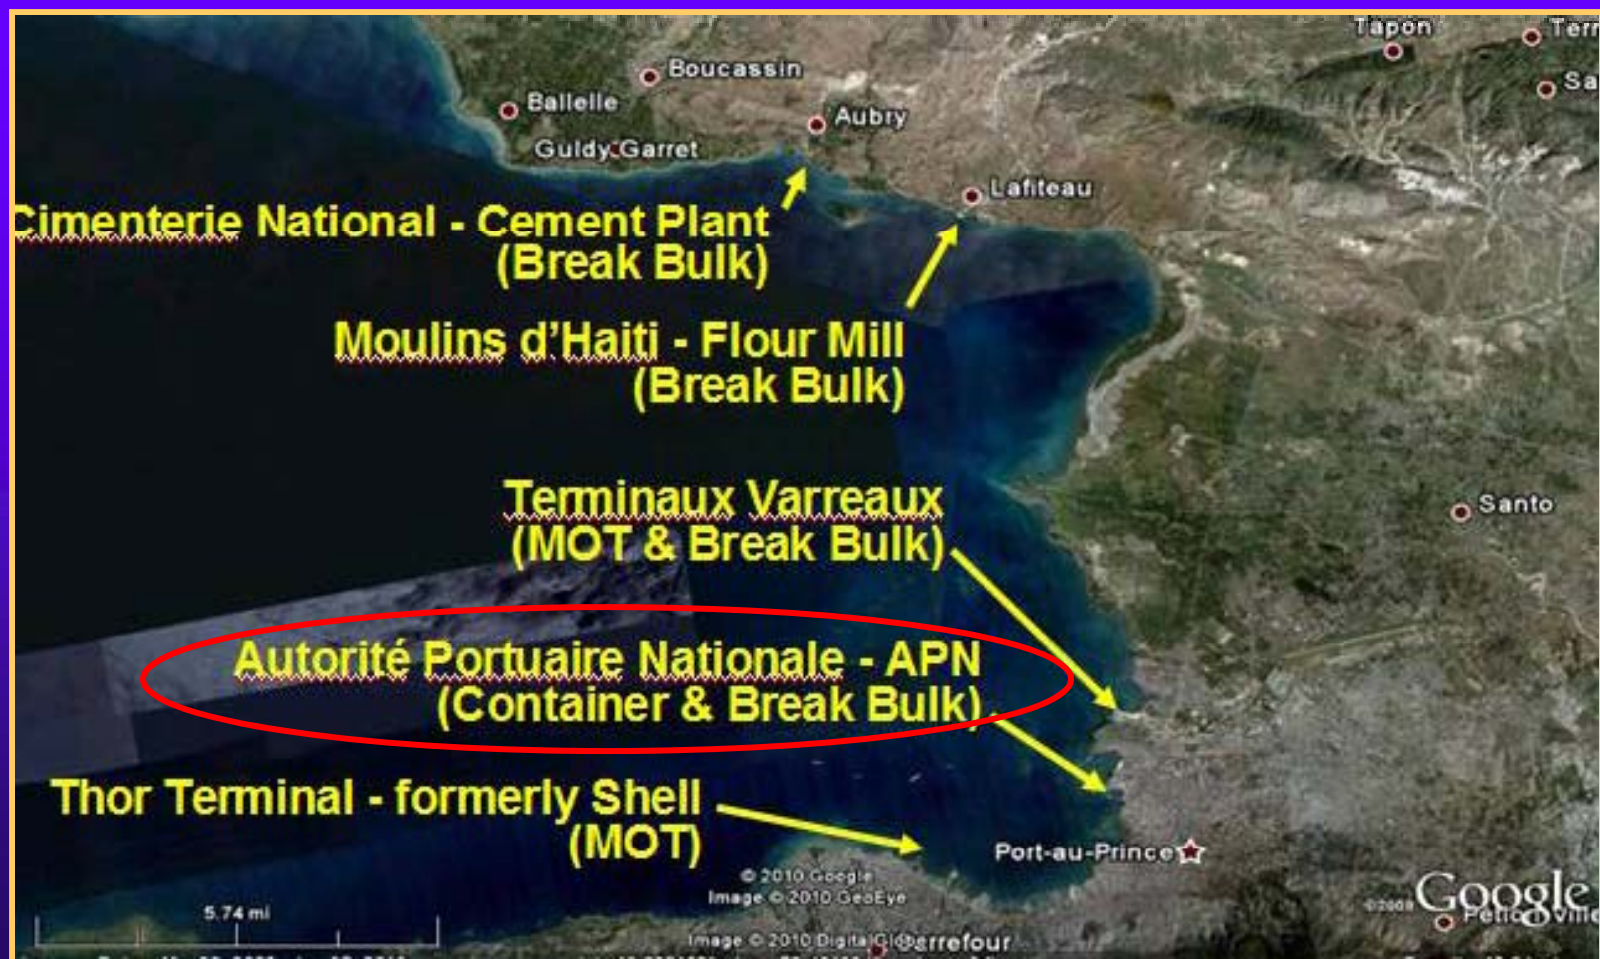 Tapon
Boucassin
Ballelle
Aubry
Guldy Garret
Lafiteau
Cimenterie National - Cement Plant
(Break Bulk)
Moulins d'Haiti - Flour Mill
(Break Bulk)
Terminaux Varreaux
(MOT & Break Bulk)
Santo
Autorité Portuaire Nationale - APN
(Container & Break Bulk)
Thor Terminal - formerly Shell
(MOT)
Port-au-Prince
© 2010 Google
Image © 2010 GeoEye
Google
©2009
5.74 mi
Image © 2010 DigitalGlobe